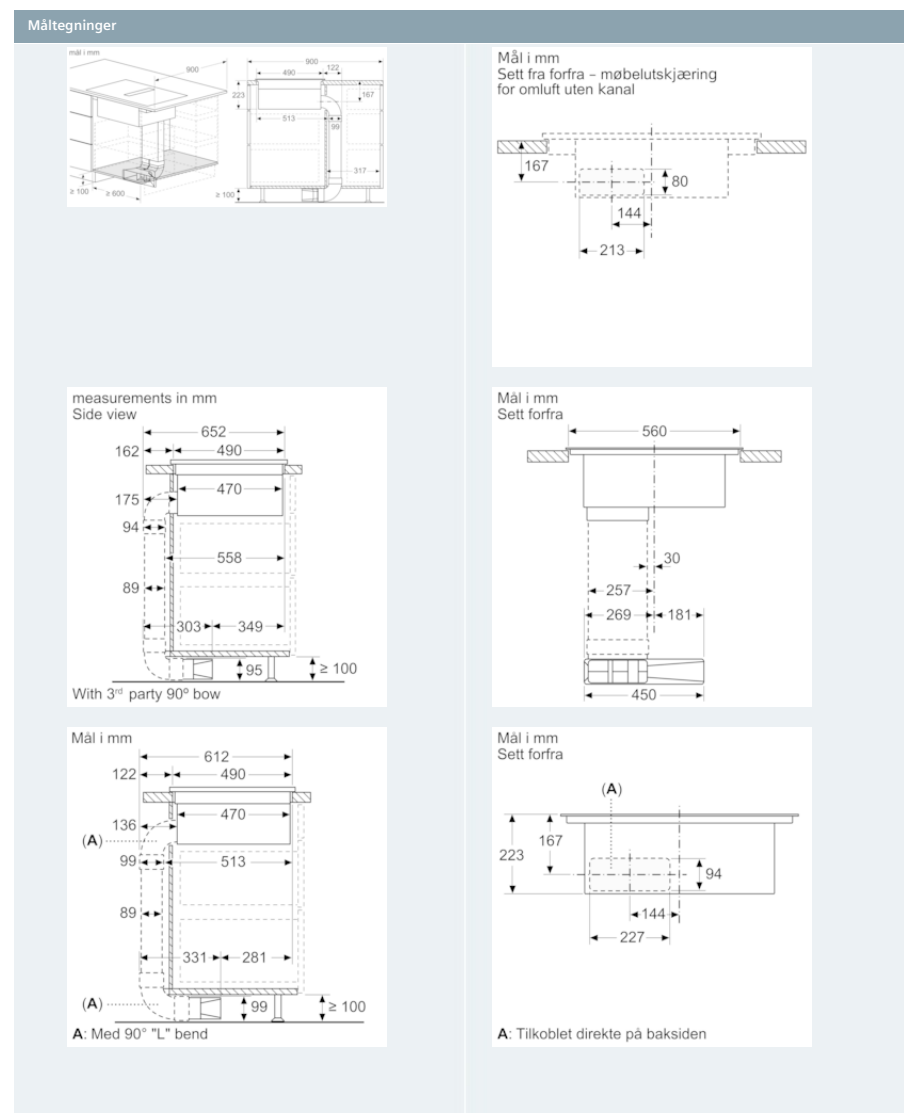 Måltegninger
mål i mm
900
900
490
122
223
167
513
99
317
≥ 100
≥ 600
≥ 100
Mål i mm
Sett fra forfra – møbelutskjæring
for omluft uten kanal
167
80
144
213
measurements in mm
Side view
652
162
490
470
175
94
558
89
303
349
95
≥ 100
With 3rd party 90° bow
Mål i mm
Sett forfra
560
30
257
269
181
450
Mål i mm
612
122
490
470
136
(A)
99
513
89
331
281
(A)
99
≥ 100
A: Med 90° "L" bend
Mål i mm
Sett forfra
(A)
167
223
94
144
227
A: Tilkoblet direkte på baksiden